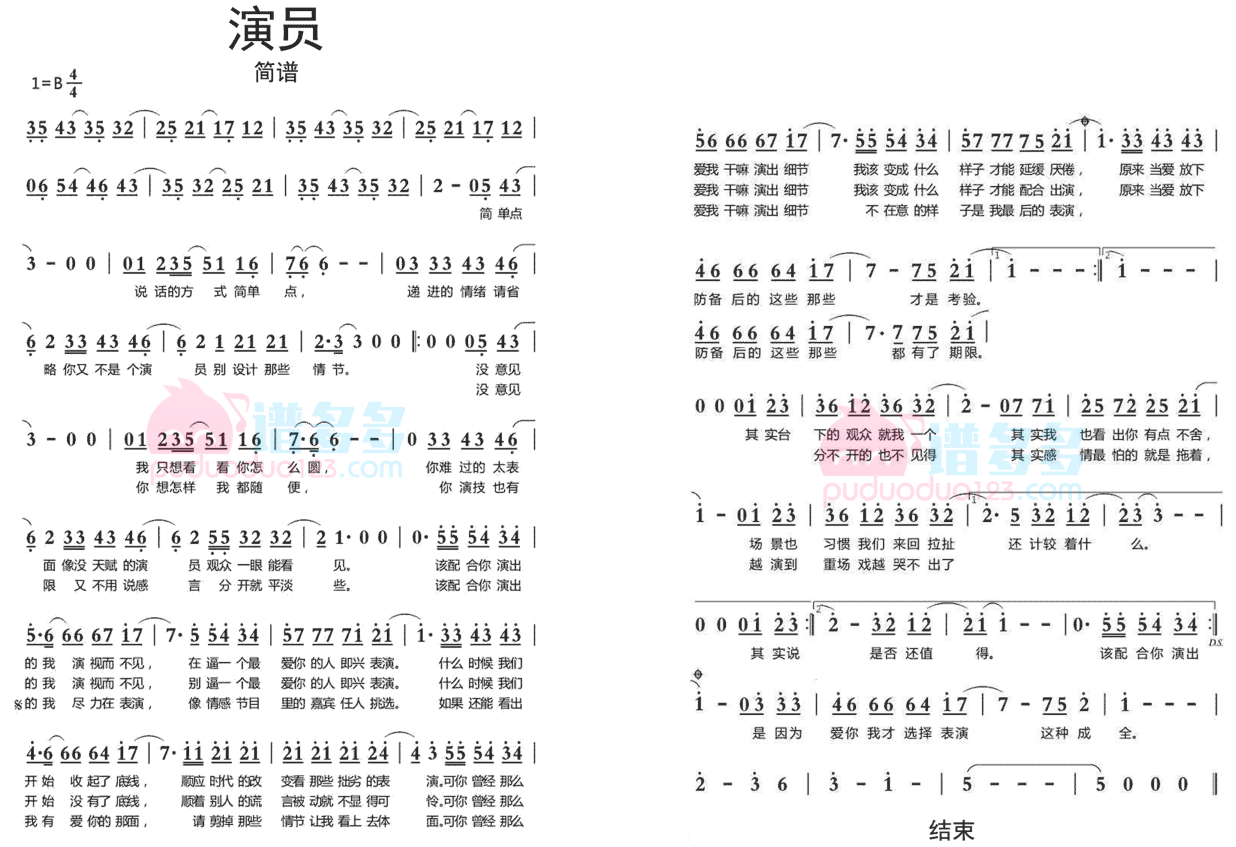 演员
简谱
1=B 4/4
35 43 35 32 | 25 21 17 12 | 35 43 35 32 | 25 21 17 12 |
06 54 46 43 | 35 32 25 21 | 35 43 35 32 | 2 - 05 43 |
简 单点
3 - 0 0 | 01 235 51 16 | 76 6 - - | 03 33 43 46 |
说 话的方 式 简单 点， 递 进的 情绪 请省
6 2 33 43 46 | 6 2 21 21 21 | 2·3 3 0 0 ‖: 0 0 05 43 |
略 你又 不是 个演 员 别 设计 那些 情 节。 没 意见
没 意见
3 - 0 0 | 01 235 51 16 | 7·6 6 - - | 0 33 43 46 |
我 只想看 看 你怎 么 圆， 你难 过的 太表
你 想怎样 我 都随 便， 你 演技 也有
6 2 33 43 46 | 6 2 55 32 32 | 2 1· 0 0 | 0· 55 54 34 |
面 像没 天赋 的演 员 观众 一眼 能看 见。 该配 合你 演出
限 又 不用 说感 言 分 开就 平淡 些。 该配 合你 演出
5·6 66 67 17 | 7· 5 54 34 | 57 77 71 21 | 1· 33 43 43 |
的 我 演 视而 不见， 在 逼一 个最 爱你 的人 即兴 表演。 什么 时候 我们
的 我 演 视而 不见， 别 逼一 个最 爱你 的人 即兴 表演。 什么 时候 我们
𝄋的 我 尽 力在 表演， 像 情感 节目 里的 嘉宾 任人 挑选。 如果 还能 看出
4·6 66 64 17 | 7· 11 21 21 | 21 21 21 24 | 4 3 55 54 34 |
开 始 收 起了 底线， 顺应 时代 的改 变看 那些 拙劣 的表 演.可你 曾经 那么
开 始 没 有了 底线， 顺着 别人 的谎 言被 动就 不显 得可 怜.可你 曾经 那么
我 有 爱 你的 那面， 请 剪掉 那些 情节 让我 看上 去体 面.可你 曾经 那么
56 66 67 17 | 7· 55 54 34 | 57 77 75 21 | 1· 33 43 43 |
爱我 干嘛 演出 细节 我该 变成 什么 样子 才能 延缓 厌倦， 原来 当爱 放下
爱我 干嘛 演出 细节 我该 变成 什么 样子 才能 配合 出演， 原来 当爱 放下
爱我 干嘛 演出 细节 不 在意 的样 子是 我最 后的 表演，
46 66 64 17 | 7 - 75 21 | 1 1 - - - :‖ 2 1 - - - |
防备 后的 这些 那些 才是 考验。
46 66 64 17 | 7· 7 75 21 |
防备 后的 这些 那些 都 有了 期限。
0 0 01 23 | 36 12 36 32 | 2 - 07 71 | 25 72 25 21 |
其 实台 下的 观众 就我 一个 其 实我 也看 出你 有点 不舍，
分不 开的 也不 见得 其 实感 情最 怕的 就是 拖着，
1 - 01 23 | 36 12 36 32 | 1 2· 5 32 12 | 23 3 - - |
场 景也 习惯 我们 来回 拉扯 还 计较 着什 么。
越 演到 重场 戏越 哭不 出了
0 0 01 23 :‖ 2 2 - 32 12 | 21 1 - - | 0· 55 54 34 :‖
D.S.
其 实说 是否 还值 得。 该配 合你 演出
1 - 03 33 | 46 66 64 17 | 7 - 75 2 | 1 - - - |
是 因为 爱你 我才 选择 表演 这种 成 全。
2 - 3 6 | 3 - 1 - | 5 - - - | 5 0 0 0 ‖
结束
谱多多
puduoduo123.com
谱多多
puduoduo123.com